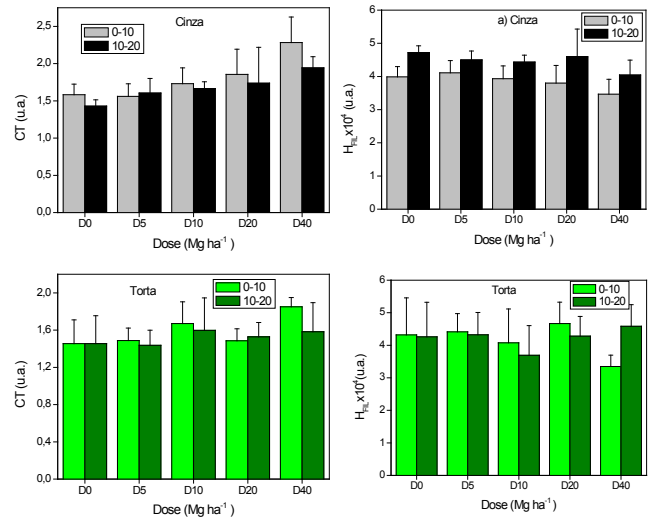 Cinza
0-10
10-20
2,5
2,0
1,5
1,0
0,5
0,0
CT (u.a.)
D0 D5 D10 D20 D40
Dose (Mg ha⁻¹ )
a) Cinza
0-10
10-20
6
5
4
3
2
1
0
H_FIL x10⁴ (u.a.)
D0 D5 D10 D20 D40
Dose (Mg ha⁻¹ )
Torta
0-10
10-20
2,0
1,6
1,2
0,8
0,4
0,0
CT (u.a.)
D0 D5 D10 D20 D40
Dose (Mg ha⁻¹ )
Torta
0-10
10-20
6
5
4
3
2
1
0
H_FIL x10⁴ (u.a.)
D0 D5 D10 D20 D40
Dose (Mg ha⁻¹ )